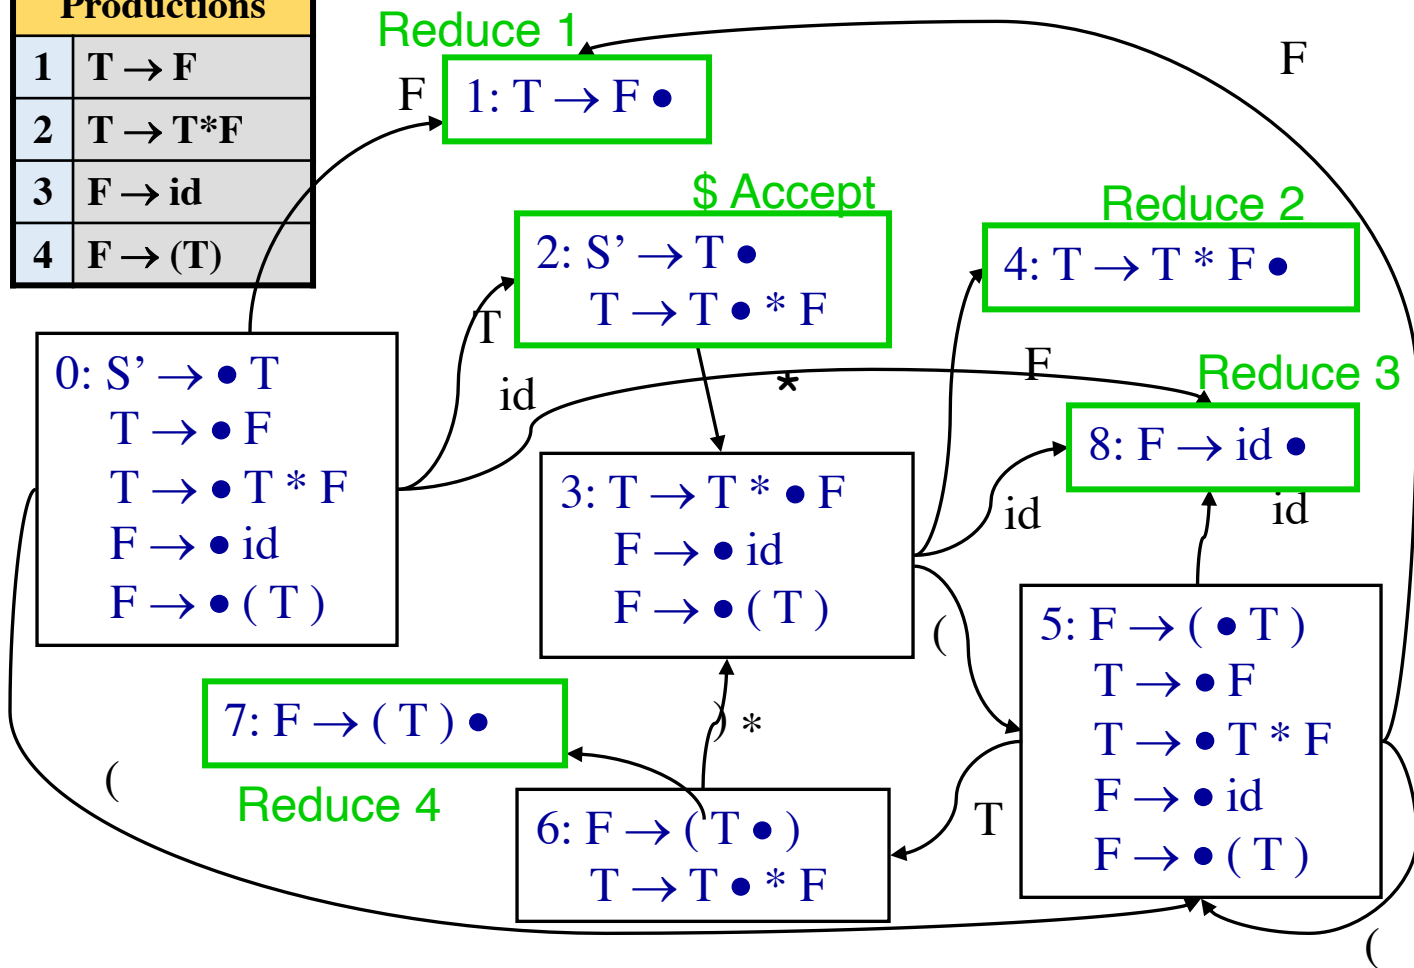 Productions
1 T → F
2 T → T*F
3 F → id
4 F → (T)
Reduce 1
F
1: T → F •
F
$ Accept
2: S’ → T •
T → T • * F
Reduce 2
4: T → T * F •
T
id
*
F
Reduce 3
8: F → id •
0: S’ → • T
T → • F
T → • T * F
F → • id
F → • ( T )
3: T → T * • F
F → • id
F → • ( T )
id
id
(
5: F → ( • T )
T → • F
T → • T * F
F → • id
F → • ( T )
7: F → ( T ) •
) *
Reduce 4
(
6: F → ( T • )
T → T • * F
T
(